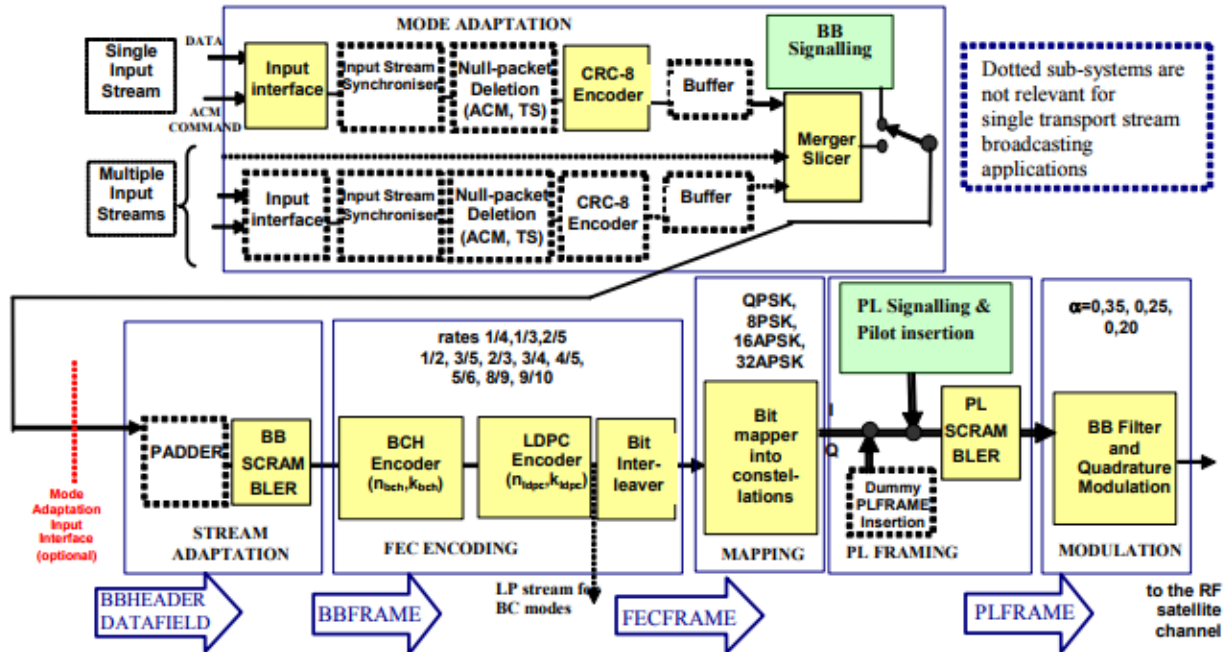 MODE ADAPTATION
Single
Input
Stream
DATA
ACM
COMMAND
Input
interface
Input Stream
Synchroniser
Null-packet
Deletion
(ACM, TS)
CRC-8
Encoder
Buffer
BB
Signalling
Merger
Slicer
Dotted sub-systems are
not relevant for
single transport stream
broadcasting
applications
Multiple
Input
Streams
Input
interface
Input Stream
Synchroniser
Null-packet
Deletion
(ACM, TS)
CRC-8
Encoder
Buffer
Mode
Adaptation
Input
Interface
(optional)
PADDER
BB
SCRAM
BLER
STREAM
ADAPTATION
rates 1/4,1/3,2/5
1/2, 3/5, 2/3, 3/4, 4/5,
5/6, 8/9, 9/10
BCH
Encoder
(nbch,kbch)
LDPC
Encoder
(nldpc,kldpc)
Bit
Inter-
leaver
FEC ENCODING
LP stream for
BC modes
QPSK,
8PSK,
16APSK,
32APSK
Bit
mapper
into
constel-
lations
MAPPING
I
Q
PL Signalling &
Pilot insertion
Dummy
PLFRAME
Insertion
PL
SCRAM
BLER
PL FRAMING
α=0,35, 0,25,
0,20
BB Filter
and
Quadrature
Modulation
MODULATION
BBHEADER
DATAFIELD
BBFRAME
FECFRAME
PLFRAME
to the RF
satellite
channel